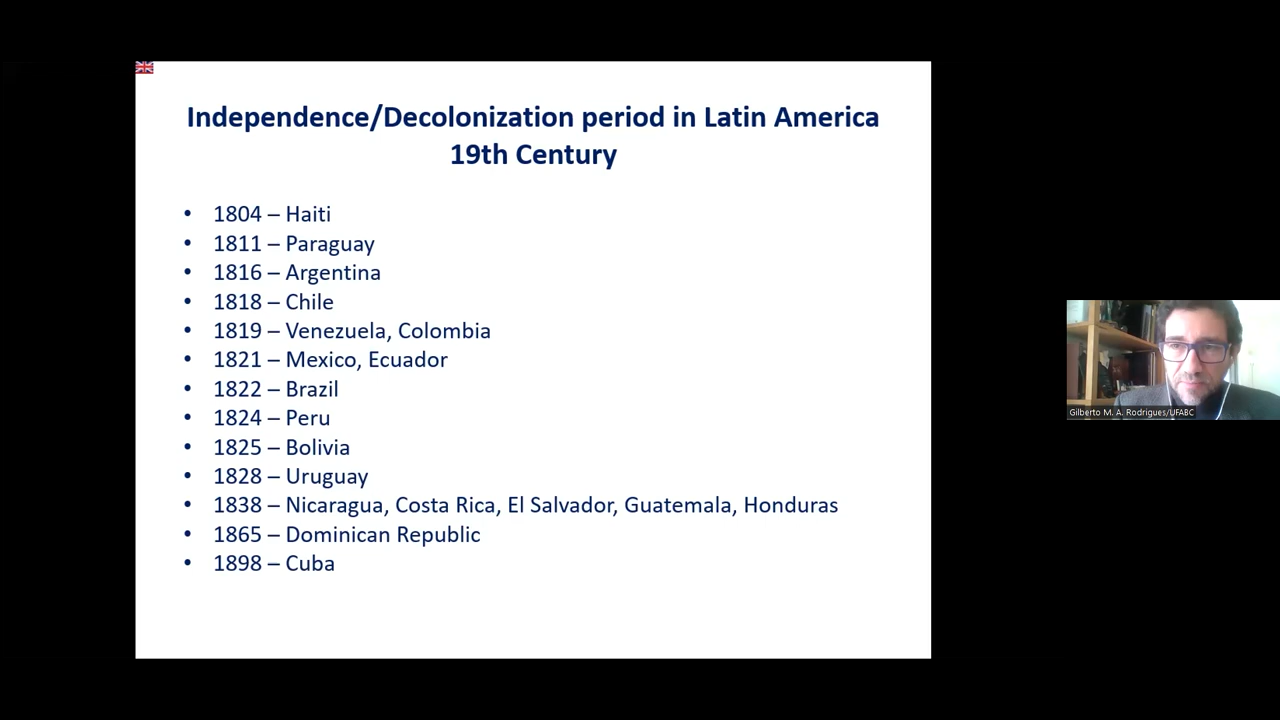 Independence/Decolonization period in Latin America
19th Century
• 1804 – Haiti
• 1811 – Paraguay
• 1816 – Argentina
• 1818 – Chile
• 1819 – Venezuela, Colombia
• 1821 – Mexico, Ecuador
• 1822 – Brazil
• 1824 – Peru
• 1825 – Bolivia
• 1828 – Uruguay
• 1838 – Nicaragua, Costa Rica, El Salvador, Guatemala, Honduras
• 1865 – Dominican Republic
• 1898 – Cuba
Gilberto M. A. Rodrigues/UFABC